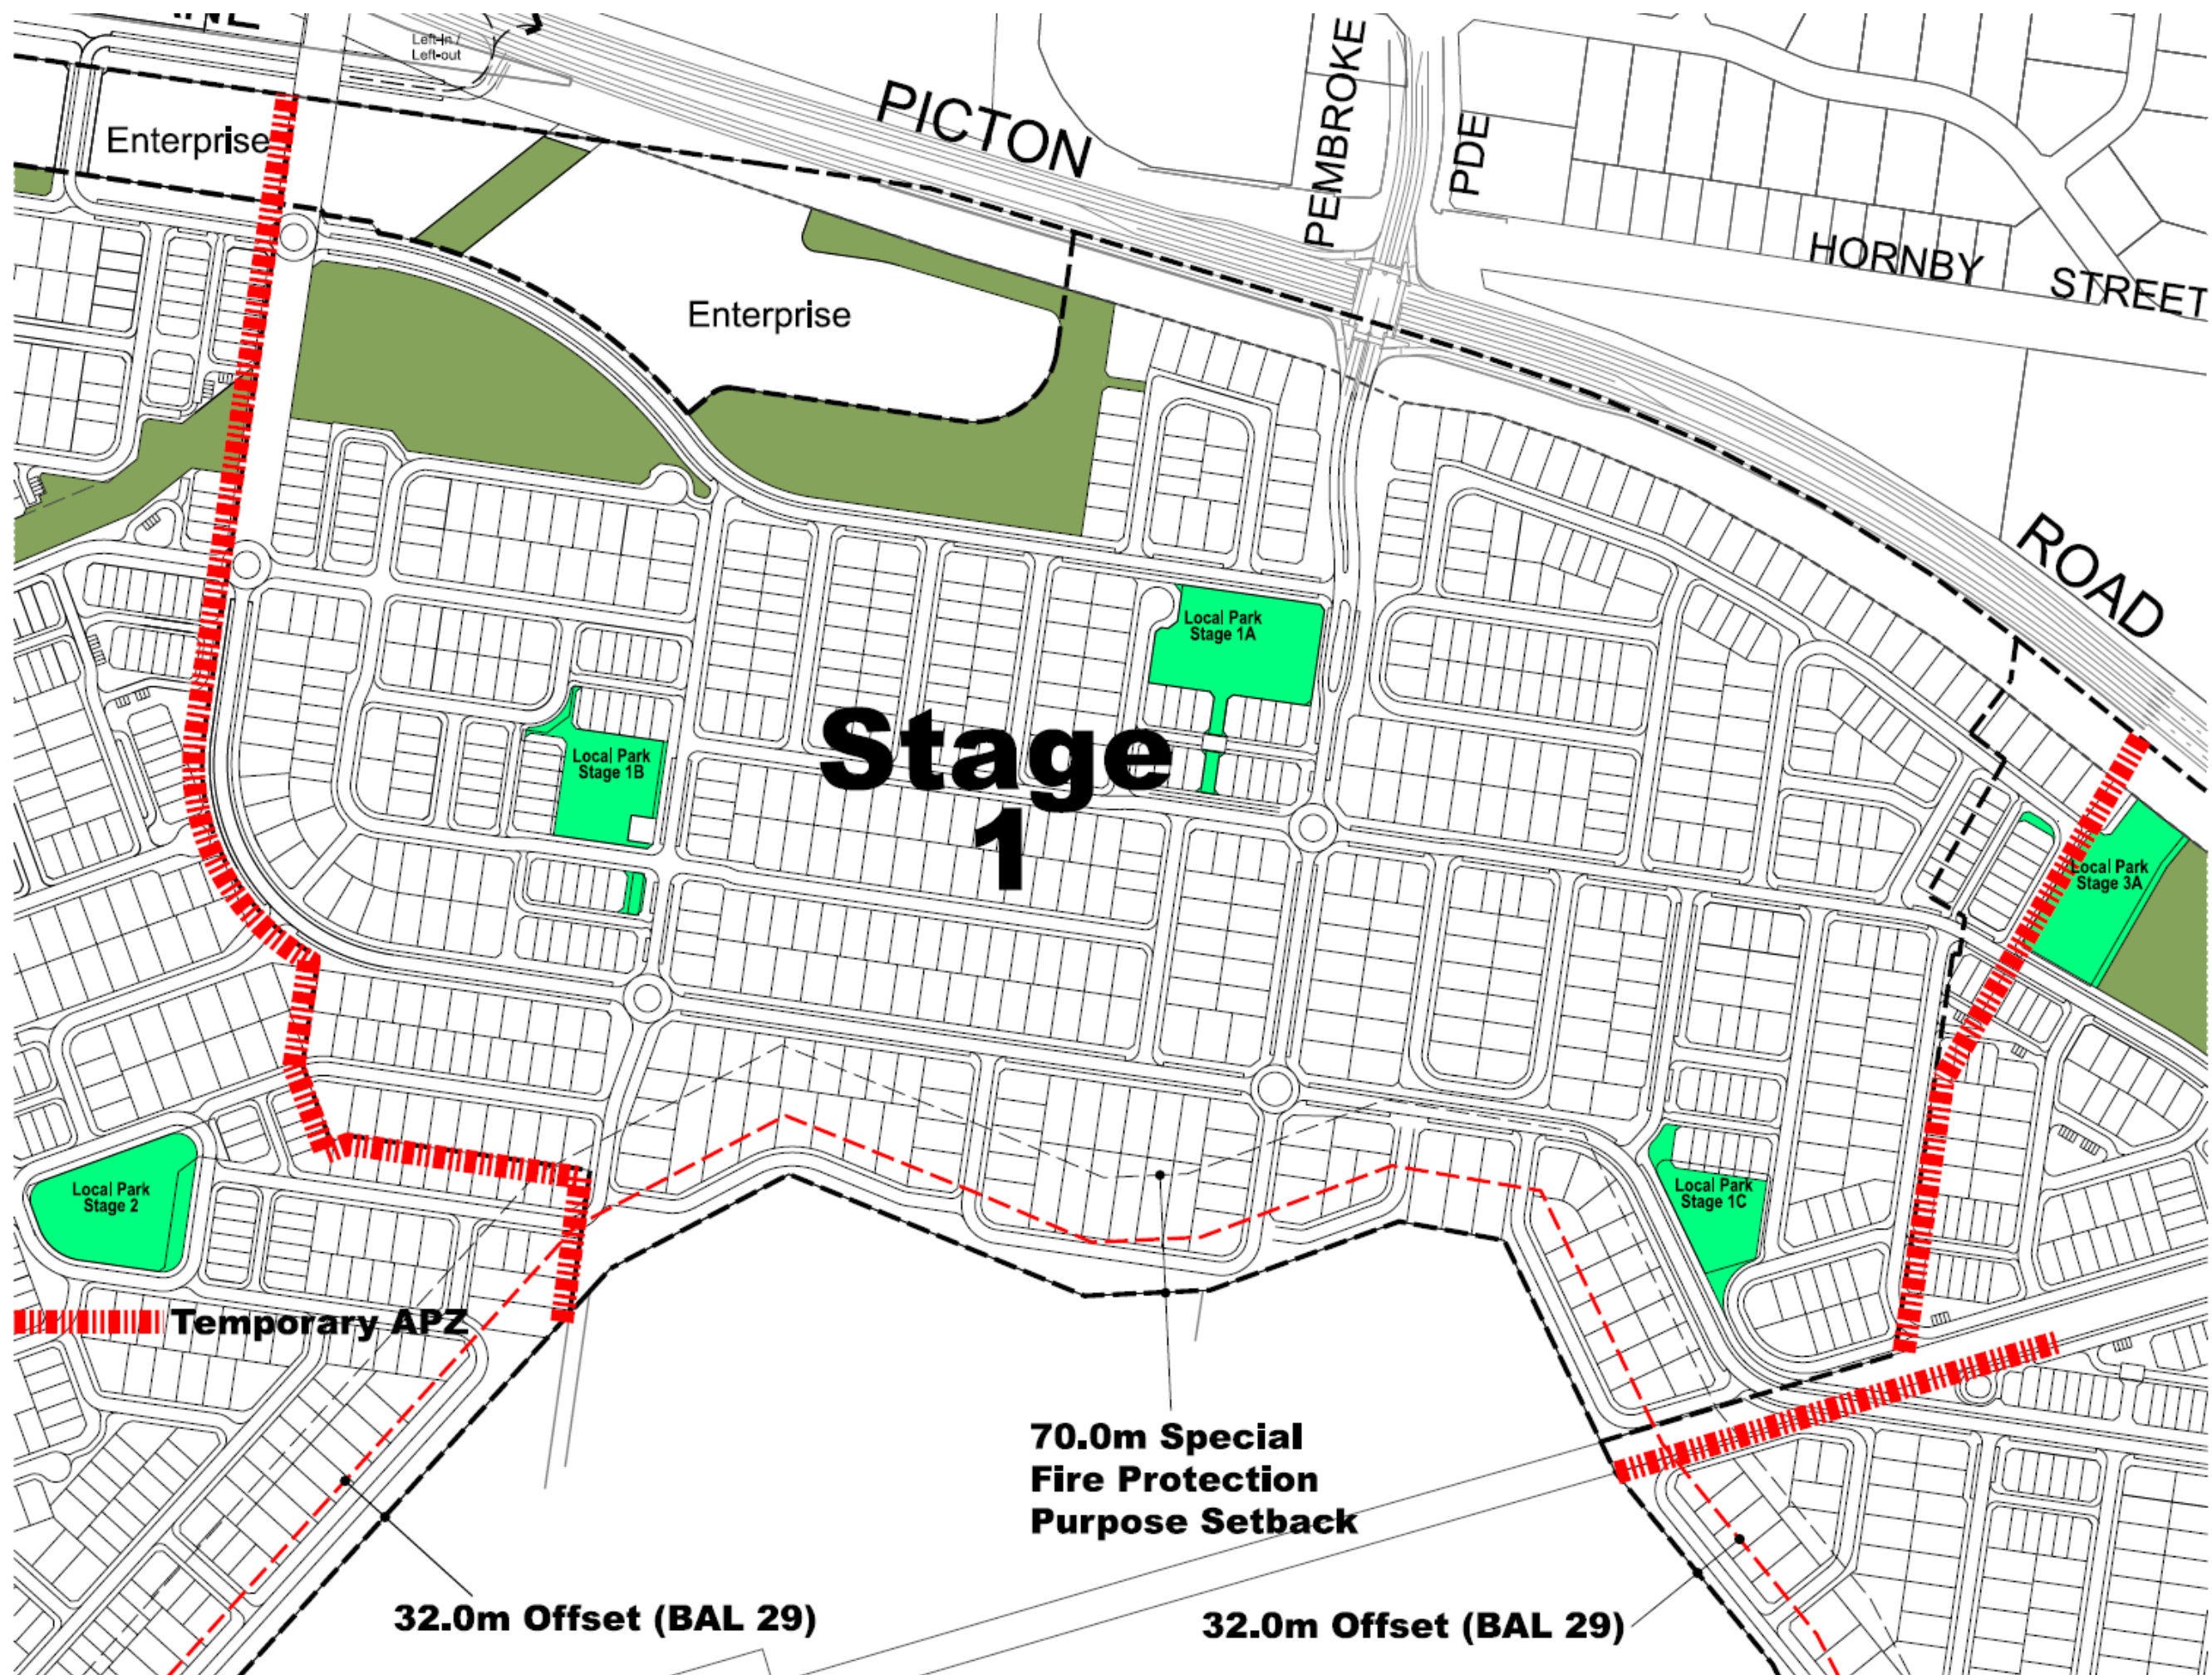 Left-in /
Left-out
PICTON
PEMBROKE
PDE
HORNBY STREET
ROAD
Enterprise
Enterprise
Local Park
Stage 1A
Stage
1
Local Park
Stage 1B
Local Park
Stage 3A
Local Park
Stage 1C
Local Park
Stage 2
Temporary APZ
70.0m Special
Fire Protection
Purpose Setback
32.0m Offset (BAL 29)
32.0m Offset (BAL 29)